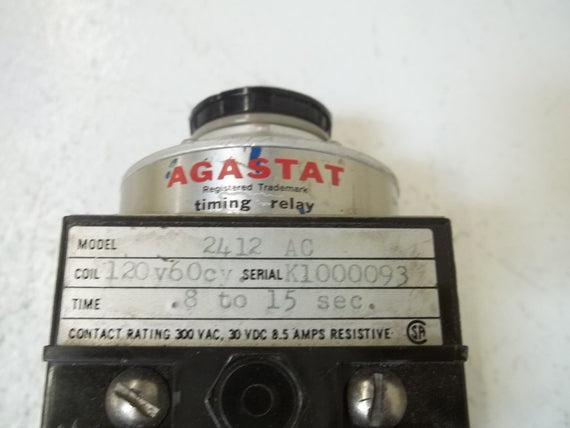 AGASTAT
Registered Trademark
timing relay
MODEL 2412 AC
COIL 120v60cy SERIAL K1000093
TIME .8 to 15 sec.
CONTACT RATING 300 VAC, 30 VDC 8.5 AMPS RESISTIVE SA